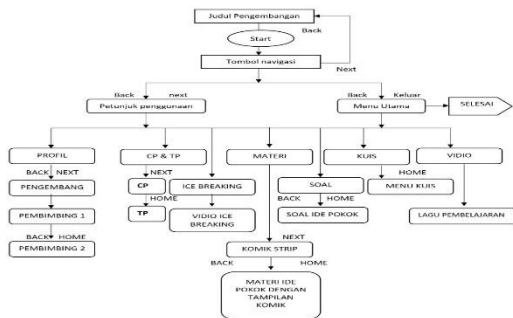 Judul Pengembangan
Back
Start
Tombol navigasi
Next
Back next
Back Keluar
Petunjuk penggunaan
Menu Utama
SELESAI
PROFIL
CP & TP
MATERI
KUIS
VIDIO
BACK NEXT
NEXT
HOME
PENGEMBANG
CP
ICE BREAKING
SOAL
MENU KUIS
HOME
BACK HOME
PEMBIMBING 1
TP
VIDIO ICE
BREAKING
SOAL IDE POKOK
LAGU PEMBELAJARAN
BACK HOME
NEXT
PEMBIMBING 2
KOMIK STRIP
BACK HOME
MATERI IDE
POKOK DENGAN
TAMPILAN
KOMIK